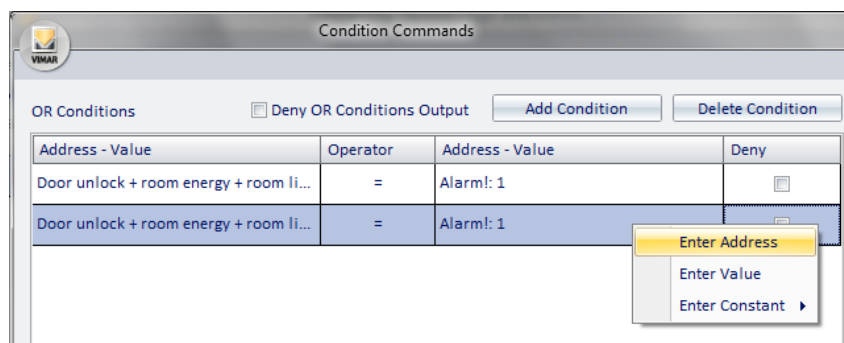 Condition Commands
VIMAR
OR Conditions Deny OR Conditions Output Add Condition Delete Condition
Address - Value Operator Address - Value Deny
Door unlock + room energy + room li... = Alarm!: 1
Door unlock + room energy + room li... = Alarm!: 1
Enter Address
Enter Value
Enter Constant